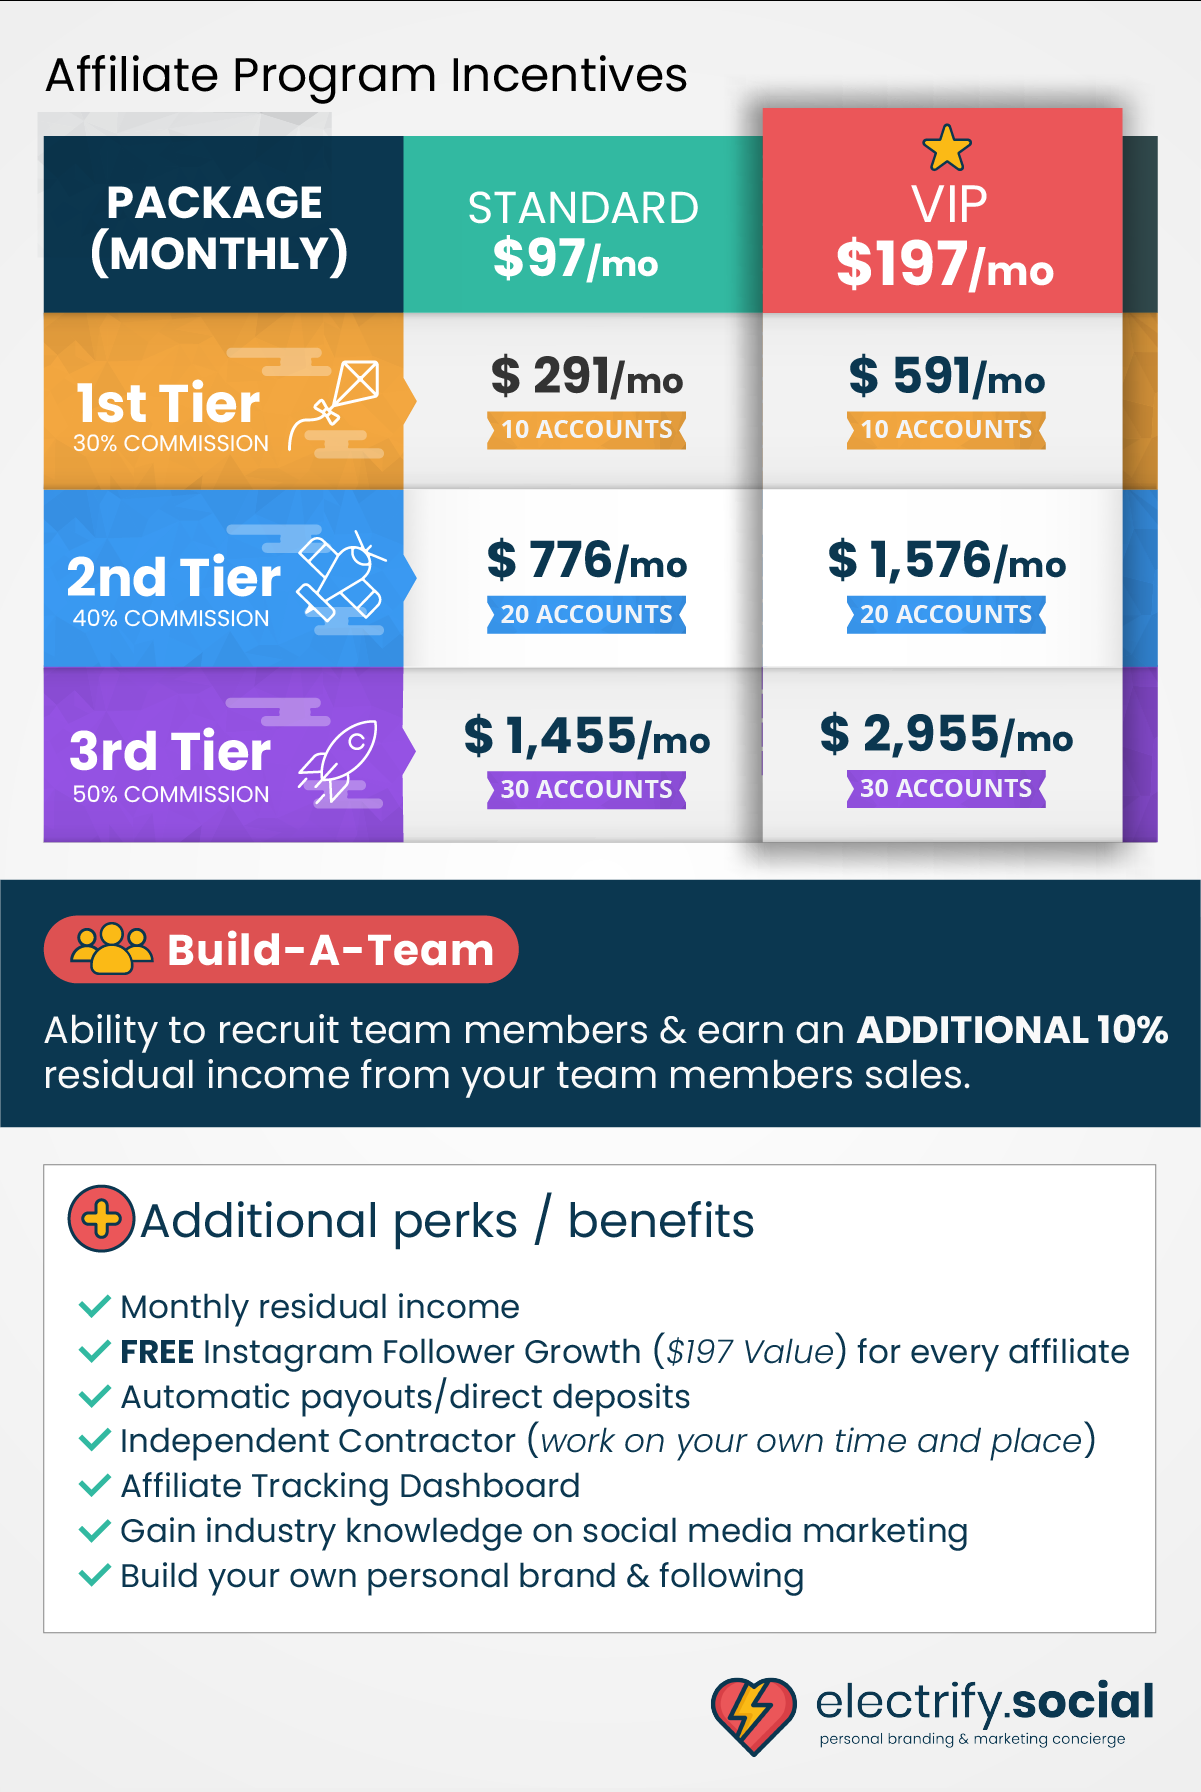 Affiliate Program Incentives
PACKAGE
(MONTHLY)
STANDARD
$97/mo
VIP
$197/mo
1st Tier
30% COMMISSION
$ 291/mo
10 ACCOUNTS
$ 591/mo
10 ACCOUNTS
2nd Tier
40% COMMISSION
$ 776/mo
20 ACCOUNTS
$ 1,576/mo
20 ACCOUNTS
3rd Tier
50% COMMISSION
C
$ 1,455/mo
30 ACCOUNTS
$ 2,955/mo
30 ACCOUNTS
Build-A-Team
Ability to recruit team members & earn an ADDITIONAL 10%
residual income from your team members sales.
Additional perks / benefits
Monthly residual income
FREE Instagram Follower Growth ($197 Value) for every affiliate
Automatic payouts/direct deposits
Independent Contractor (work on your own time and place)
Affiliate Tracking Dashboard
Gain industry knowledge on social media marketing
Build your own personal brand & following
electrify.social
personal branding & marketing concierge